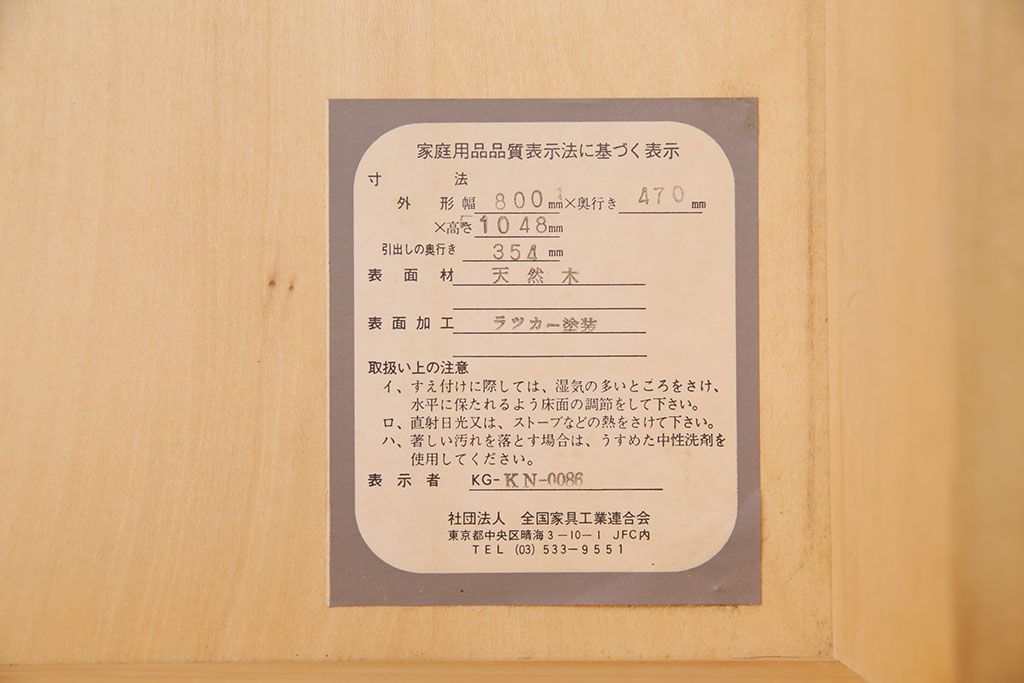 家庭用品品質表示法に基づく表示
寸 法
外 形 幅 800mm×奥行き 470mm
×高さ 1048mm
引出しの奥行き 354mm
表面材 天然木
表面加工 ラツカー塗装
取扱い上の注意
イ、すえ付けに際しては、湿気の多いところをさけ、
水平に保たれるよう床面の調節をして下さい。
ロ、直射日光又は、ストーブなどの熱をさけて下さい。
ハ、著しい汚れを落とす場合は、うすめた中性洗剤を
使用してください。
表示者 KG-KN-0086
社団法人 全国家具工業連合会
東京都中央区晴海3-10-1 JFC内
TEL (03) 533-9551